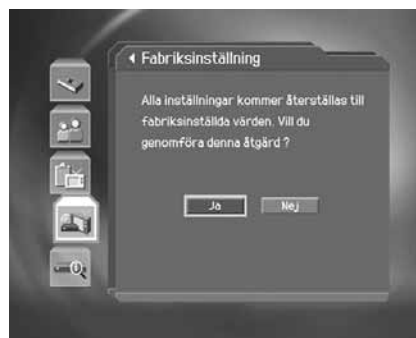 Fabriksinställning
Alla inställningar kommer återställas till
fabriksinställda värden. Vill du
genomföra denna åtgärd ?
Ja
Nej